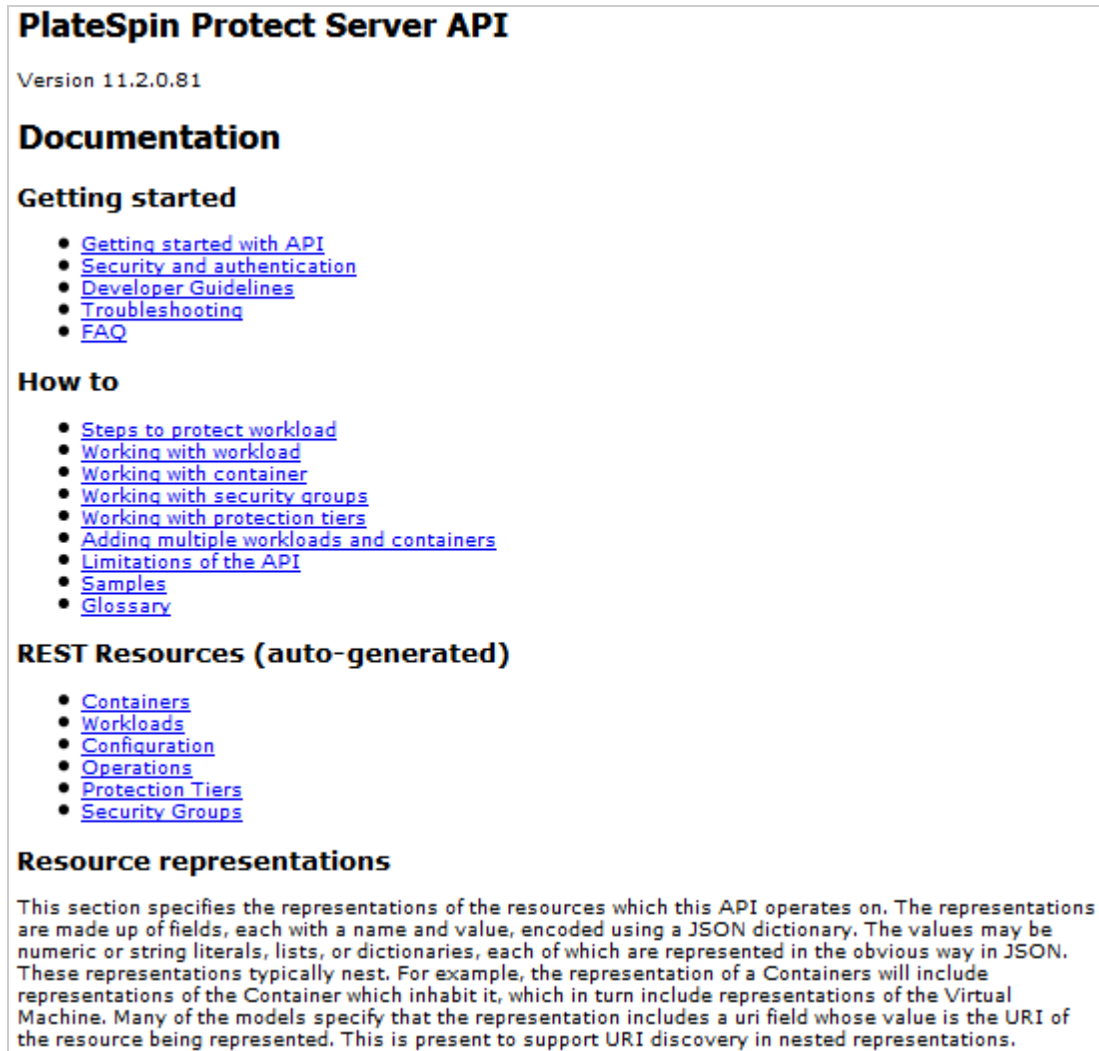 PlateSpin Protect Server API
Version 11.2.0.81
Documentation
Getting started
Getting started with API
Security and authentication
Developer Guidelines
Troubleshooting
FAQ
How to
Steps to protect workload
Working with workload
Working with container
Working with security groups
Working with protection tiers
Adding multiple workloads and containers
Limitations of the API
Samples
Glossary
REST Resources (auto-generated)
Containers
Workloads
Configuration
Operations
Protection Tiers
Security Groups
Resource representations
This section specifies the representations of the resources which this API operates on. The representations
are made up of fields, each with a name and value, encoded using a JSON dictionary. The values may be
numeric or string literals, lists, or dictionaries, each of which are represented in the obvious way in JSON.
These representations typically nest. For example, the representation of a Containers will include
representations of the Container which inhabit it, which in turn include representations of the Virtual
Machine. Many of the models specify that the representation includes a uri field whose value is the URI of
the resource being represented. This is present to support URI discovery in nested representations.